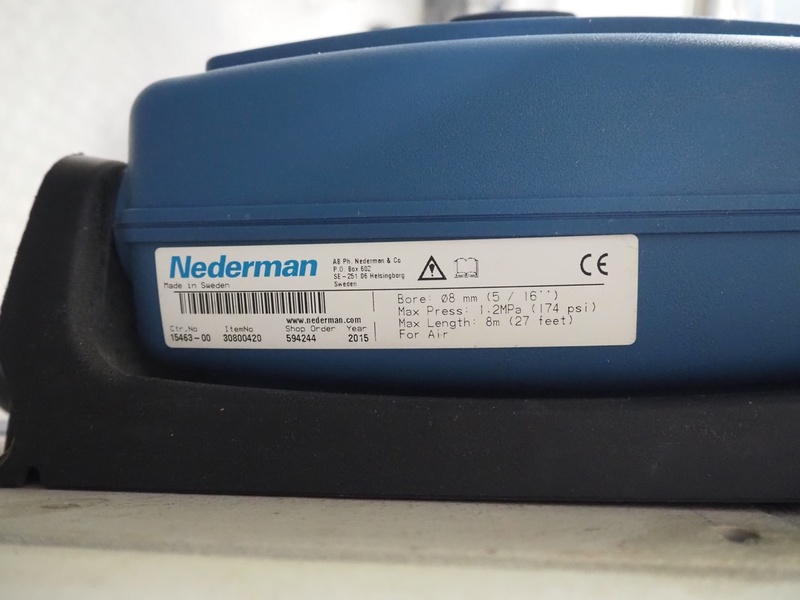 Nederman
AB Ph. Nederman & Co
P.O. Box 602
SE-251 06 Helsingborg
Sweden
Made in Sweden
www.nederman.com
Ctr.No ItemNo Shop Order Year
15463-00 30800420 594244 2015
CE
Bore: Ø8 mm (5 / 16'')
Max Press: 1.2MPa (174 psi)
Max Length: 8m (27 feet)
For Air